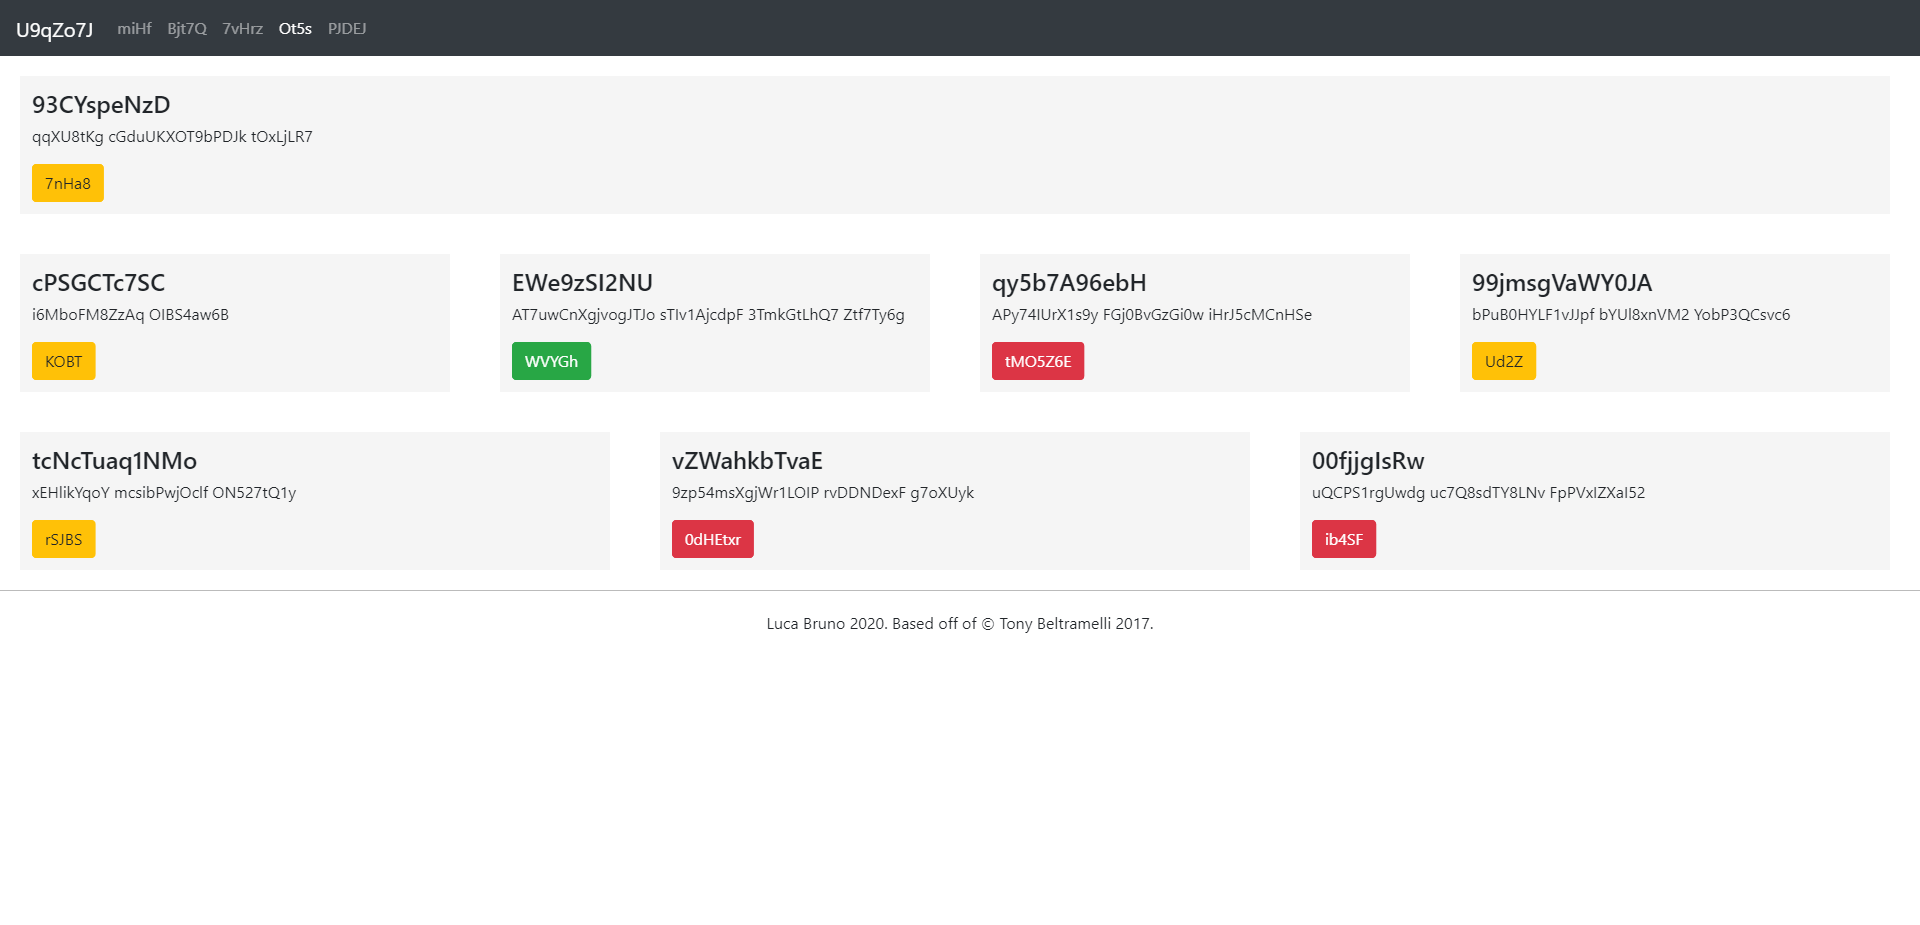 U9qZo7J miHf Bjt7Q 7vHrz Ot5s PJDEJ
93CYspeNzD
qqXU8tKg cGduUKXOT9bPDJk tOxLjLR7
7nHa8
cPSGCTc7SC
i6MboFM8ZzAq OIBS4aw6B
KOBT
EWe9zSI2NU
AT7uwCnXgjvogJTJo sTIv1AjcdpF 3TmkGtLhQ7 Ztf7Ty6g
WVYGh
qy5b7A96ebH
APy74IUrX1s9y FGj0BvGzGi0w iHrJ5cMCnHSe
tMO5Z6E
99jmsgVaWY0JA
bPuB0HYLF1vJJpf bYUl8xnVM2 YobP3QCsvc6
Ud2Z
tcNcTuaq1NMo
xEHlikYqoY mcsibPwjOclf ON527tQ1y
rSJBS
vZWahkbTvaE
9zp54msXgjWr1LOIP rvDDNDexF g7oXUyk
0dHEtxr
00fjjgIsRw
uQCPS1rgUwdg uc7Q8sdTY8LNv FpPVxIZXaI52
ib4SF
Luca Bruno 2020. Based off of © Tony Beltramelli 2017.